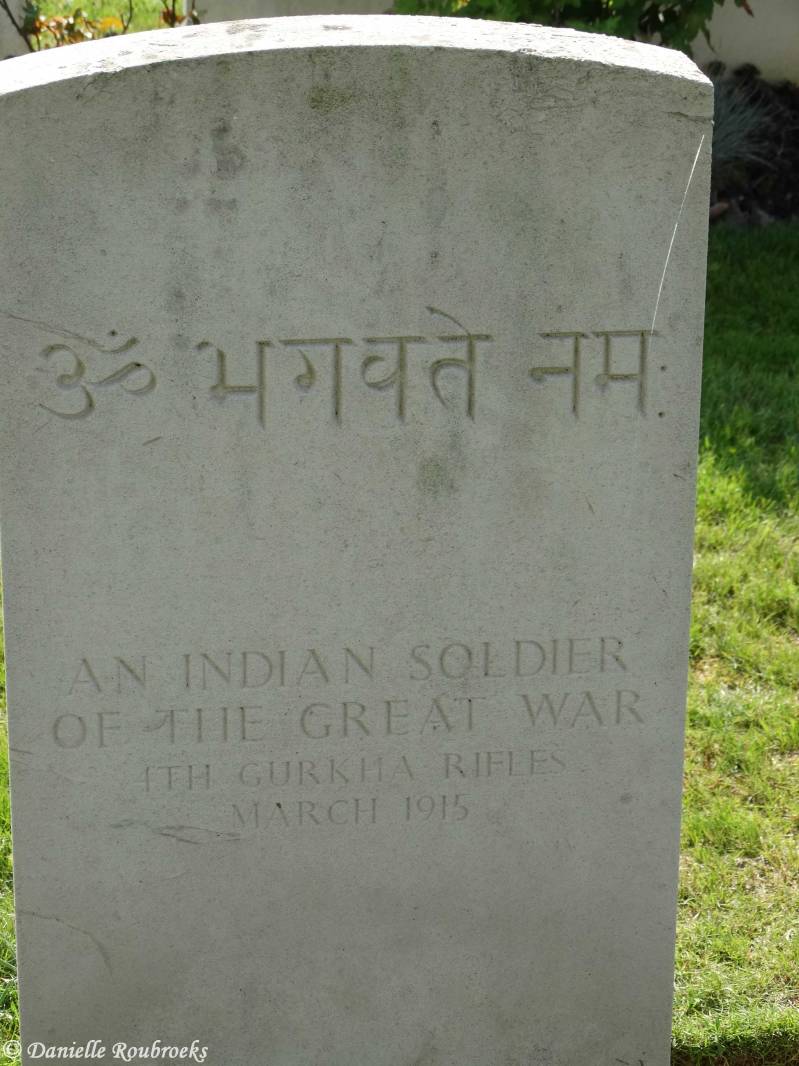 ॐ भगवते नमः
AN INDIAN SOLDIER
OF THE GREAT WAR
4TH GURKHA RIFLES
MARCH 1915
© Danielle Roubroeks